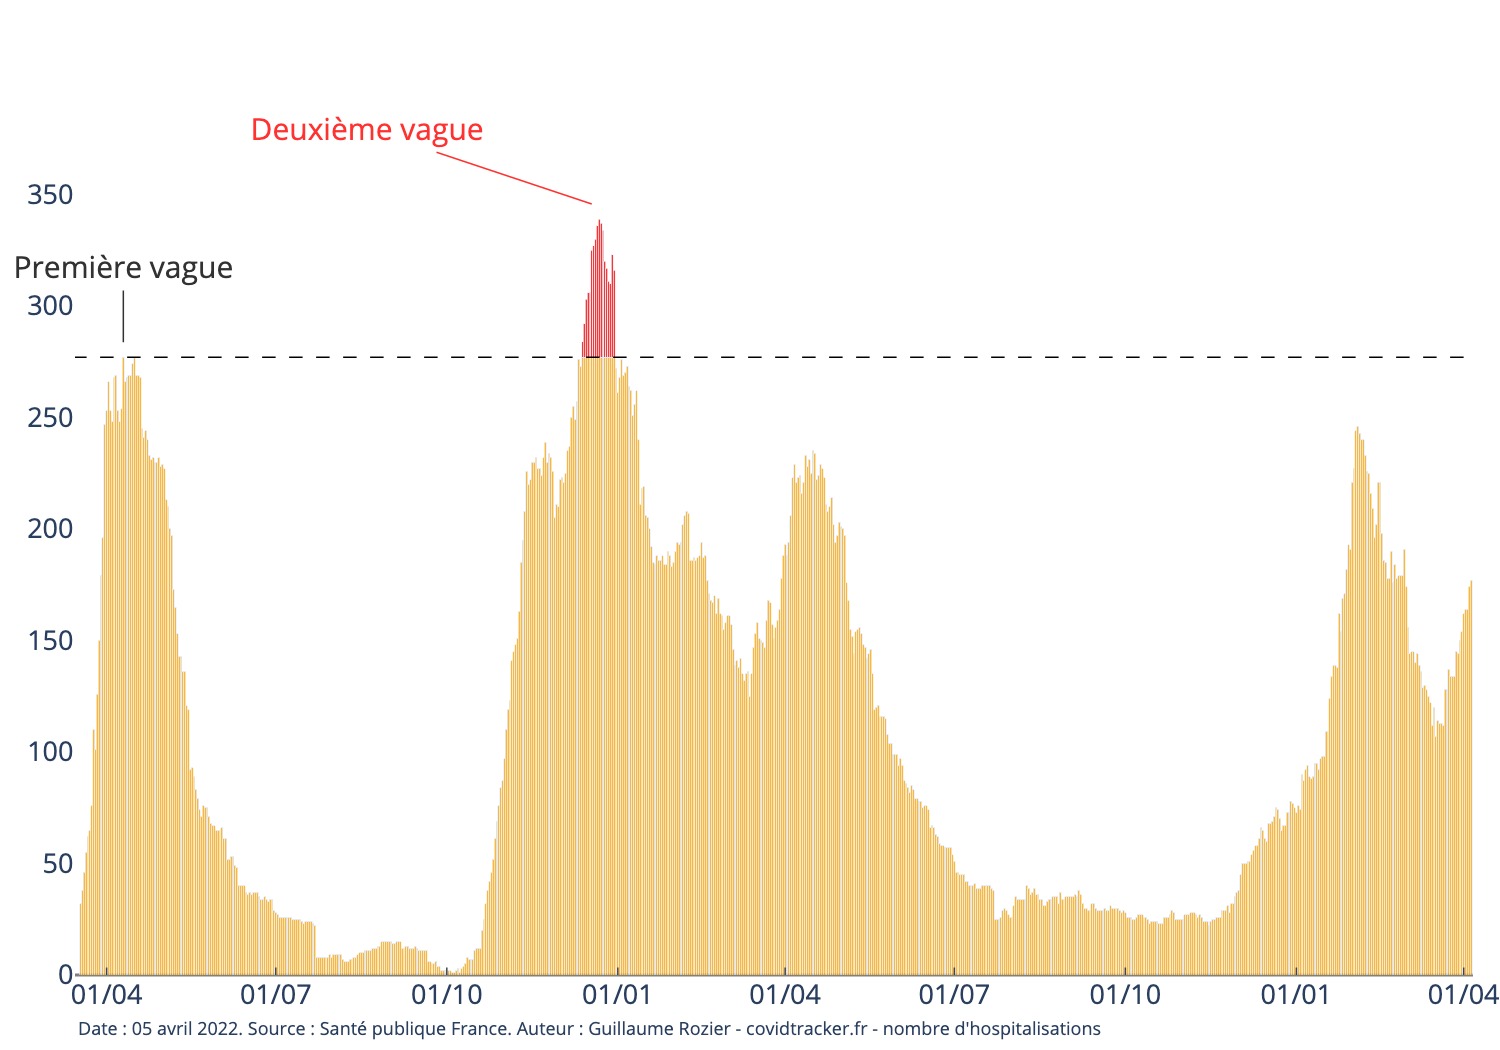 Deuxième vague
350
Première vague
300
250
200
150
100
50
0
01/04 01/07 01/10 01/01 01/04 01/07 01/10 01/01 01/04
Date : 05 avril 2022. Source : Santé publique France. Auteur : Guillaume Rozier - covidtracker.fr - nombre d'hospitalisations